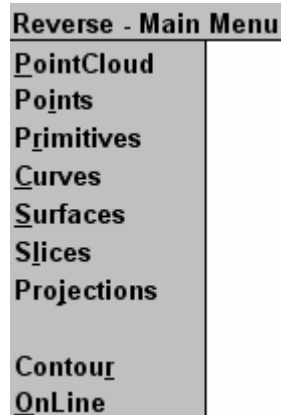 Reverse - Main Menu
PointCloud
Points
Primitives
Curves
Surfaces
Slices
Projections
Contour
OnLine